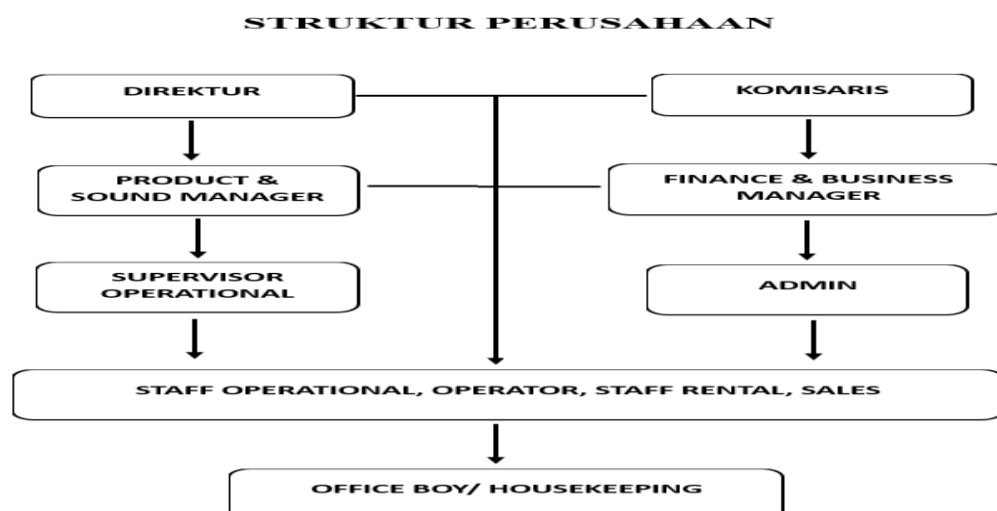 STRUKTUR PERUSAHAAN
DIREKTUR
KOMISARIS
PRODUCT &
SOUND MANAGER
FINANCE & BUSINESS
MANAGER
SUPERVISOR
OPERATIONAL
ADMIN
STAFF OPERATIONAL, OPERATOR, STAFF RENTAL, SALES
OFFICE BOY/ HOUSEKEEPING